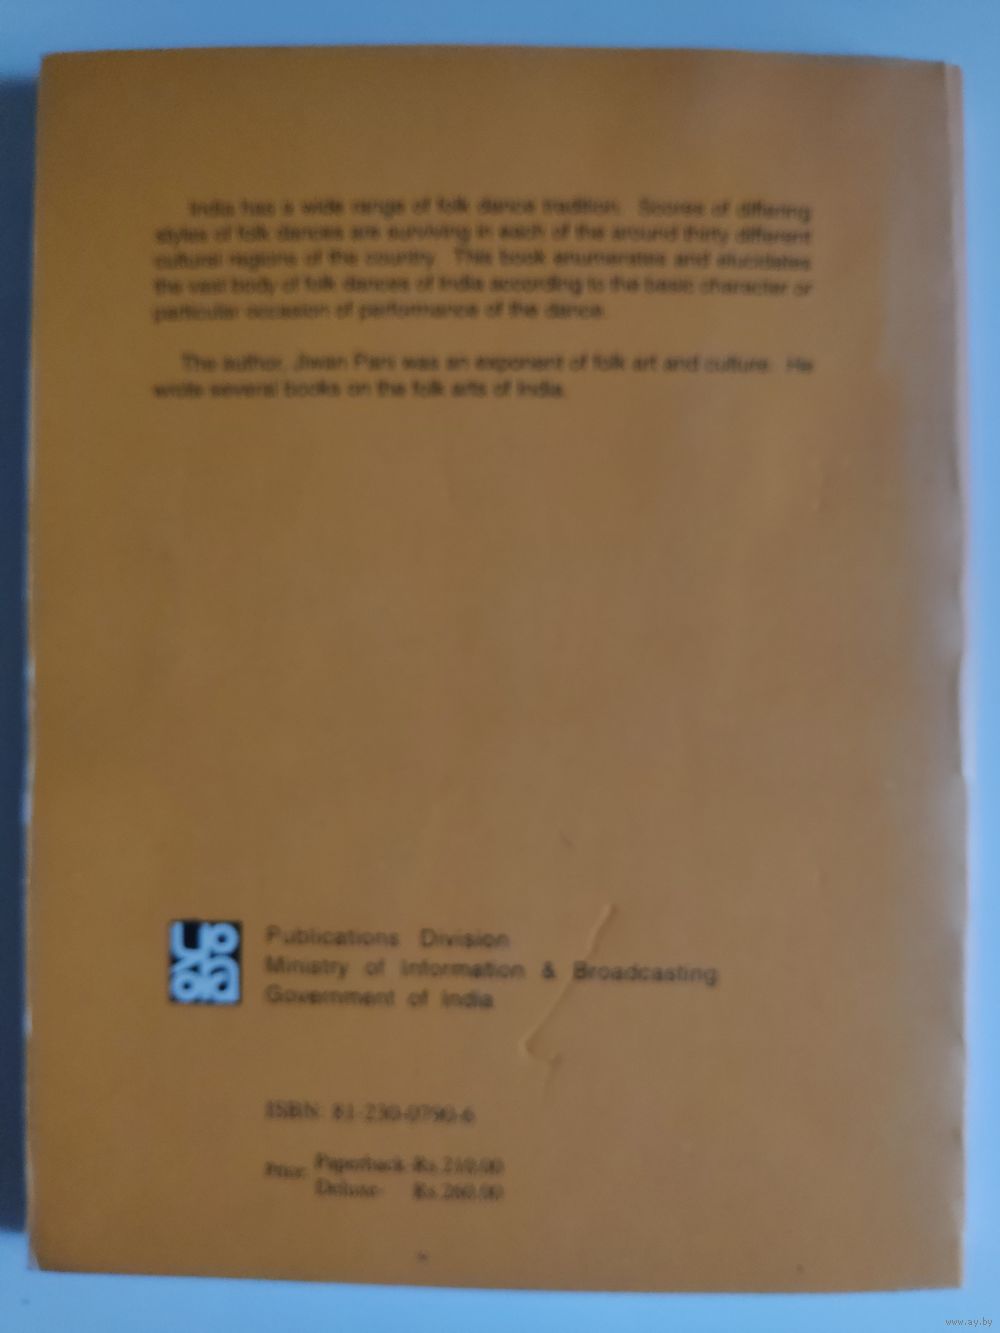 India has a wide range of folk dance tradition. Scores of differing
styles of folk dances are surviving in each of the around thirty different
cultural regions of the country. This book enumerates and elucidates
the vast body of folk dances of India according to the basic character or
particular occasion of performance of the dance.
The author, Jiwan Pani was an exponent of folk art and culture. He
wrote several books on the folk arts of India.
Publications Division
Ministry of Information & Broadcasting
Government of India
ISBN: 81-230-0790-6
Price: Paperback: Rs.210.00
Deluxe: Rs.260.00
www.ay.by